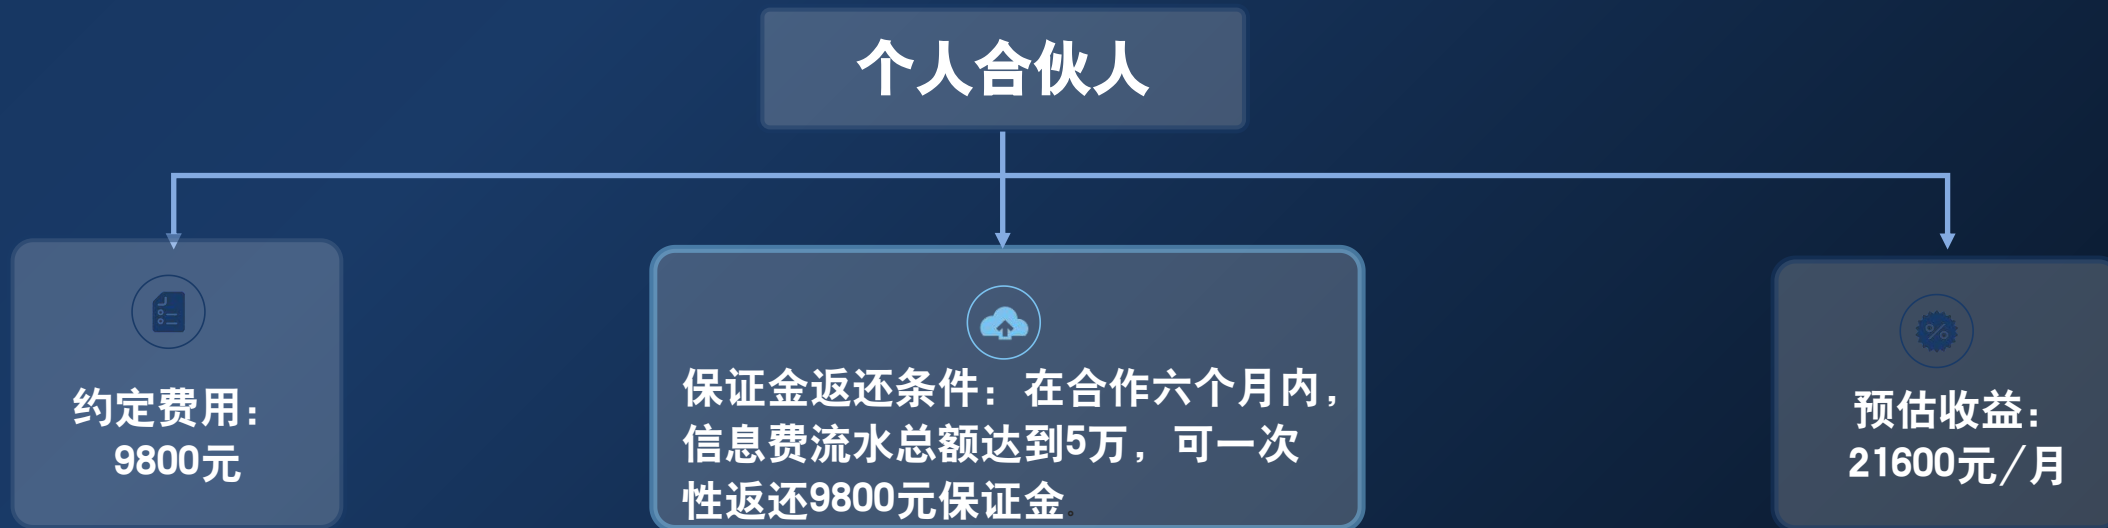 个人合伙人
约定费用：
9800元
保证金返还条件：在合作六个月内，
信息费流水总额达到5万，可一次
性返还9800元保证金。
预估收益：
21600元/月